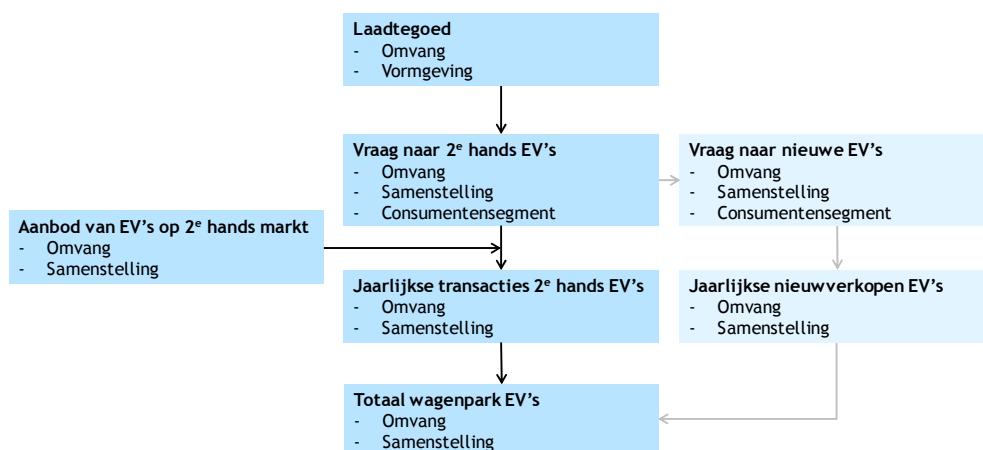 Laadtegoed
- Omvang
- Vormgeving
Vraag naar 2e hands EV’s
- Omvang
- Samenstelling
- Consumentensegment
Vraag naar nieuwe EV’s
- Omvang
- Samenstelling
- Consumentensegment
Aanbod van EV’s op 2e hands markt
- Omvang
- Samenstelling
Jaarlijkse transacties 2e hands EV’s
- Omvang
- Samenstelling
Jaarlijkse nieuwverkopen EV’s
- Omvang
- Samenstelling
Totaal wagenpark EV’s
- Omvang
- Samenstelling